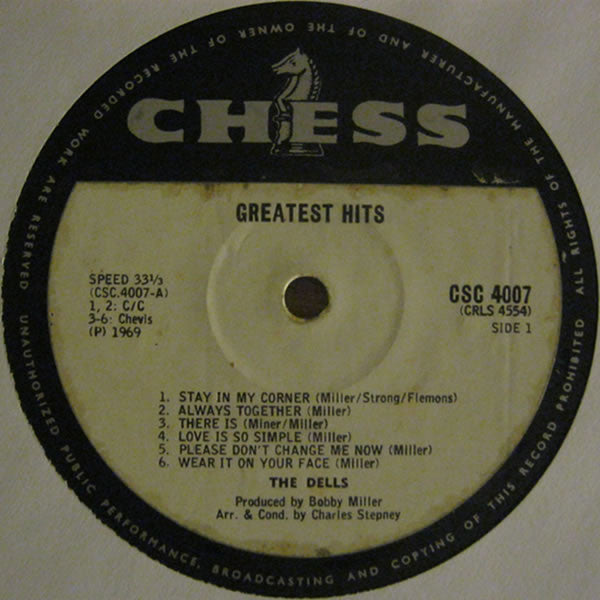 ALL RIGHTS OF THE MANUFACTURER AND OF THE OWNER OF THE RECORDED WORK ARE RESERVED UNAUTHORIZED PUBLIC PERFORMANCE, BROADCASTING AND COPYING OF THIS RECORD PROHIBITED
CHESS
GREATEST HITS
SPEED 33⅓
(CSC.4007-A)
1, 2: C/C
3-6: Chevis
(P) 1969
CSC 4007
(CRLS 4554)
SIDE 1
1. STAY IN MY CORNER (Miller/Strong/Flemons)
2. ALWAYS TOGETHER (Miller)
3. THERE IS (Miner/Miller)
4. LOVE IS SO SIMPLE (Miller)
5. PLEASE DON'T CHANGE ME NOW (Miller)
6. WEAR IT ON YOUR FACE (Miller)
THE DELLS
Produced by Bobby Miller
Arr. & Cond. by Charles Stepney